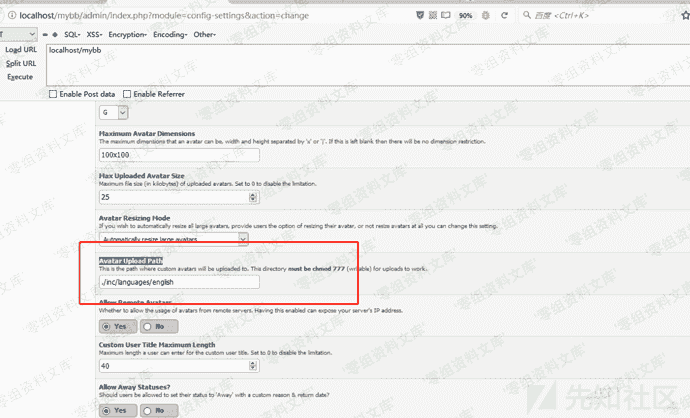 localhost/mybb/admin/index.php?module=config-settings&action=change
90%
百度 <Ctrl+K>
SQL- XSS- Encryption- Encoding- Other-
Load URL
localhost/mybb
Split URL
Execute
Enable Post data Enable Referrer
G
Maximum Avatar Dimensions
The maximum dimensions that an avatar can be, width and height separated by 'x' or '|'. If this is left blank then there will be no dimension restriction.
100x100
Max Uploaded Avatar Size
Maximum file size (in kilobytes) of uploaded avatars. Set to 0 to disable the limitation.
25
Avatar Resizing Mode
If you wish to automatically resize all large avatars, provide users the option of resizing their avatar, or not resize avatars at all you can change this setting.
Automatically resize large avatars
Avatar Upload Path
This is the path where custom avatars will be uploaded to. This directory must be chmod 777 (writable) for uploads to work.
./inc/languages/english
Allow Remote Avatars
Whether to allow the usage of avatars from remote servers. Having this enabled can expose your server's IP address.
Yes No
Custom User Title Maximum Length
Maximum length a user can enter for the custom user title. Set to 0 to disable the limitation.
40
Allow Away Statuses?
Should users be allowed to set their status to 'Away' with a custom reason & return date?
Yes No
零组资料文库
先知社区